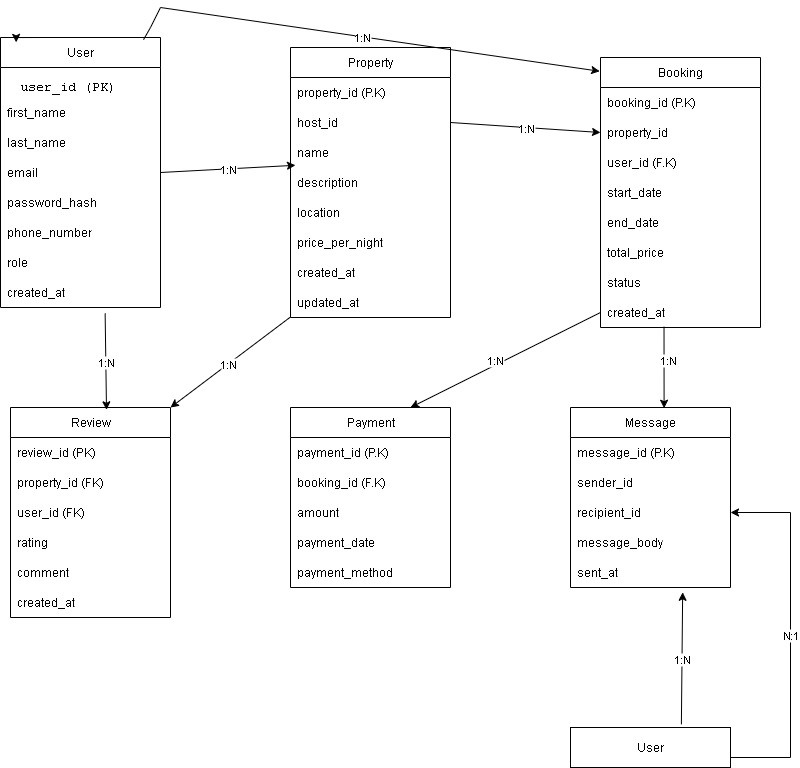 User
user_id (PK)
first_name
last_name
email
password_hash
phone_number
role
created_at
1:N
Property
property_id (P.K)
host_id
name
description
location
price_per_night
created_at
updated_at
1:N
1:N
Booking
booking_id (P.K)
property_id
user_id (F.K)
start_date
end_date
total_price
status
created_at
1:N
1:N
1:N
1:N
Review
review_id (PK)
property_id (FK)
user_id (FK)
rating
comment
created_at
Payment
payment_id (P.K)
booking_id (F.K)
amount
payment_date
payment_method
Message
message_id (P.K)
sender_id
recipient_id
message_body
sent_at
1:N
N:1
User